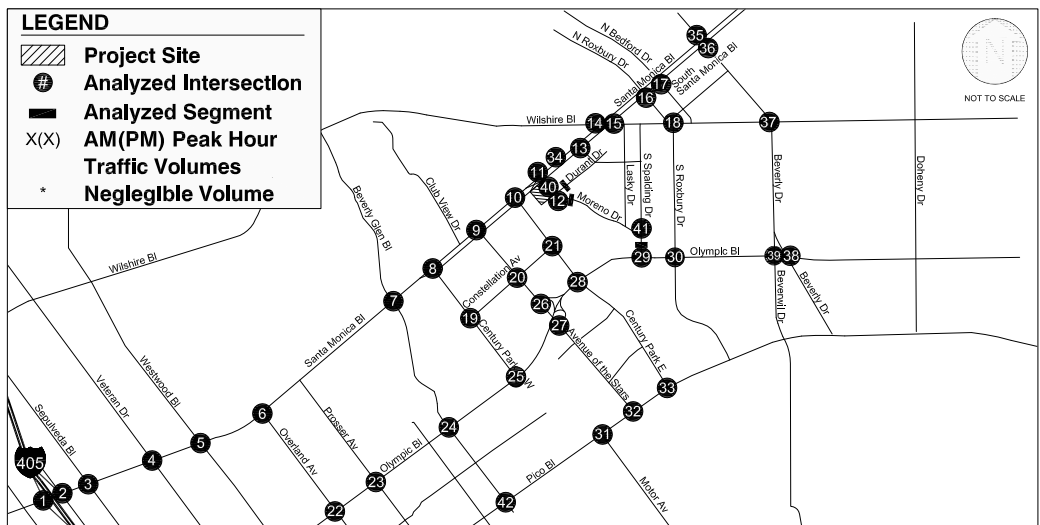 LEGEND
Project Site
# Analyzed Intersection
Analyzed Segment
X(X) AM(PM) Peak Hour
Traffic Volumes
* NeglegIble Volume
N
NOT TO SCALE
N Bedford Dr
N Roxbury Dr
Santa Monica Bl
South
Santa Monica Bl
35
36
17
16
Wilshire Bl
14
15
18
37
13
34
11
Durant Dr
40
12
10
Moreno Dr
Lasky Dr
S Spalding Dr
S Roxbury Dr
Beverly Dr
Doheny Dr
41
29
30
OlympIc Bl
39
38
Beverwil Dr
Beverly Dr
Club View Dr
Beverly Glen Bl
9
21
8
Constellation Av
20
28
7
19
26
27
Century Park E
Century Park W
Avenue of the Stars
25
33
32
31
Wilshire Bl
Santa Monica Bl
Westwood Bl
Veteran Dr
Sepulveda Bl
405
1
2
3
4
5
6
Overland Av
Prosser Av
24
Olympic Bl
23
22
42
Pico Bl
Motor Av